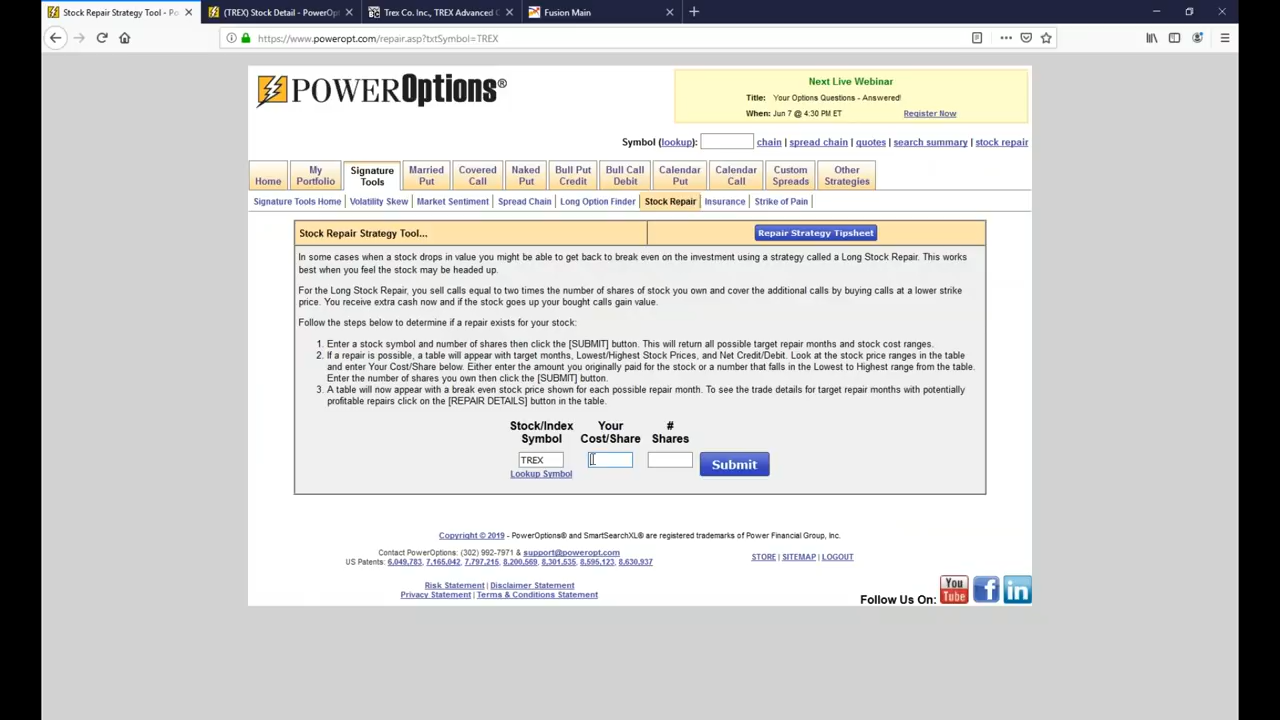 Stock Repair Strategy Tool - Po
(TREX) Stock Detail - PowerOpt
Trex Co. Inc., TREX Advanced C
Fusion Main
https://www.poweropt.com/repair.asp?txtSymbol=TREX
POWEROptions®
Next Live Webinar
Title: Your Options Questions - Answered!
When: Jun 7 @ 4:30 PM ET Register Now
Symbol (lookup): chain | spread chain | quotes | search summary | stock repair
Home
My Portfolio
Signature Tools
Married Put
Covered Call
Naked Put
Bull Put Credit
Bull Call Debit
Calendar Put
Calendar Call
Custom Spreads
Other Strategies
Signature Tools Home | Volatility Skew | Market Sentiment | Spread Chain | Long Option Finder | Stock Repair | Insurance | Strike of Pain |
Stock Repair Strategy Tool...
Repair Strategy Tipsheet
In some cases when a stock drops in value you might be able to get back to break even on the investment using a strategy called a Long Stock Repair. This works
best when you feel the stock may be headed up.
For the Long Stock Repair, you sell calls equal to two times the number of shares of stock you own and cover the additional calls by buying calls at a lower strike
price. You receive extra cash now and if the stock goes up your bought calls gain value.
Follow the steps below to determine if a repair exists for your stock:
1. Enter a stock symbol and number of shares then click the [SUBMIT] button. This will return all possible target repair months and stock cost ranges.
2. If a repair is possible, a table will appear with target months, Lowest/Highest Stock Prices, and Net Credit/Debit. Look at the stock price ranges in the table
and enter Your Cost/Share below. Either enter the amount you originally paid for the stock or a number that falls in the Lowest to Highest range from the table.
Enter the number of shares you own then click the [SUBMIT] button.
3. A table will now appear with a break even stock price shown for each possible repair month. To see the trade details for target repair months with potentially
profitable repairs click on the [REPAIR DETAILS] button in the table.
Stock/Index Symbol
Your Cost/Share
# Shares
TREX
Submit
Lookup Symbol
Copyright © 2019 - PowerOptions® and SmartSearchXL® are registered trademarks of Power Financial Group, Inc.
Contact PowerOptions: (302) 992-7971 & support@poweropt.com
US Patents: 6,049,783, 7,165,042, 7,797,215, 8,200,569, 8,301,535, 8,595,123, 8,630,937
STORE | SITEMAP | LOGOUT
Risk Statement | Disclaimer Statement
Privacy Statement | Terms & Conditions Statement
Follow Us On:
You Tube
f
in